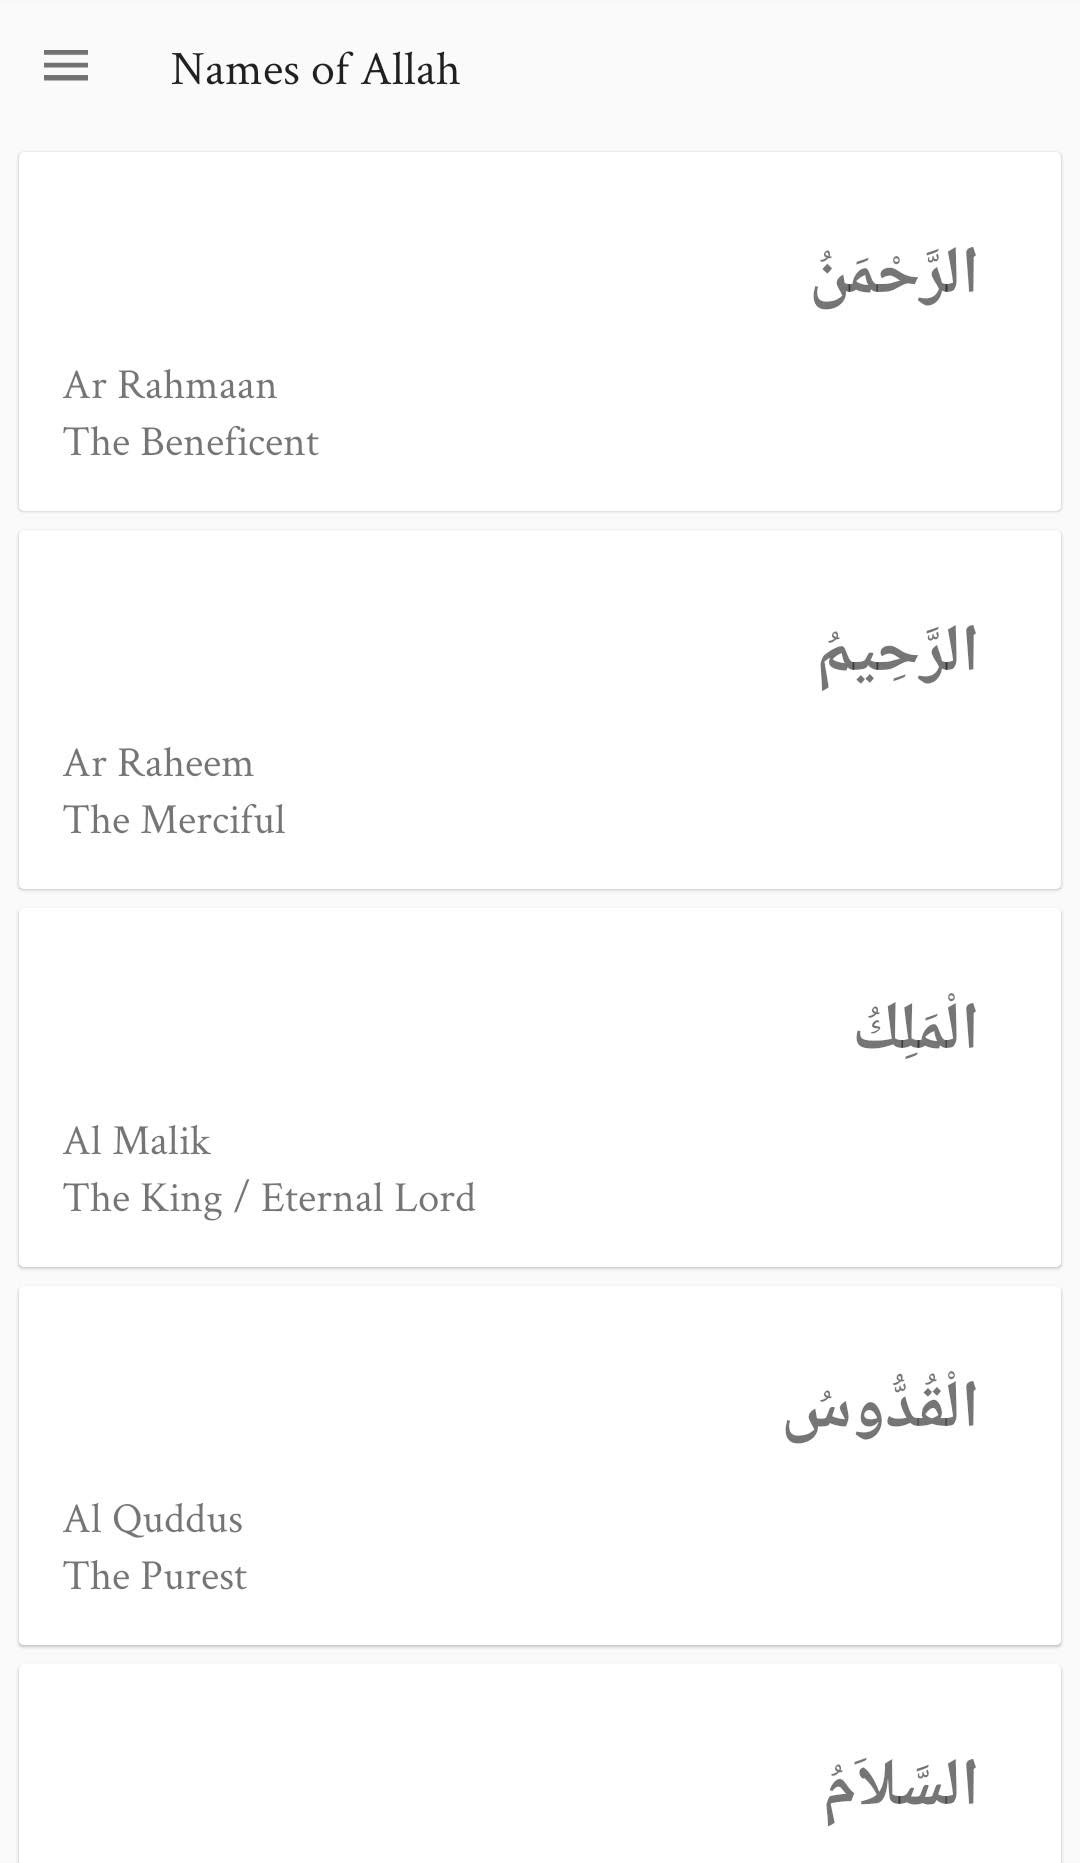 Names of Allah
الرَّحْمَنُ
Ar Rahmaan
The Beneficent
الرَّحِيمُ
Ar Raheem
The Merciful
الْمَلِكُ
Al Malik
The King / Eternal Lord
الْقُدُّوسُ
Al Quddus
The Purest
السَّلاَمُ